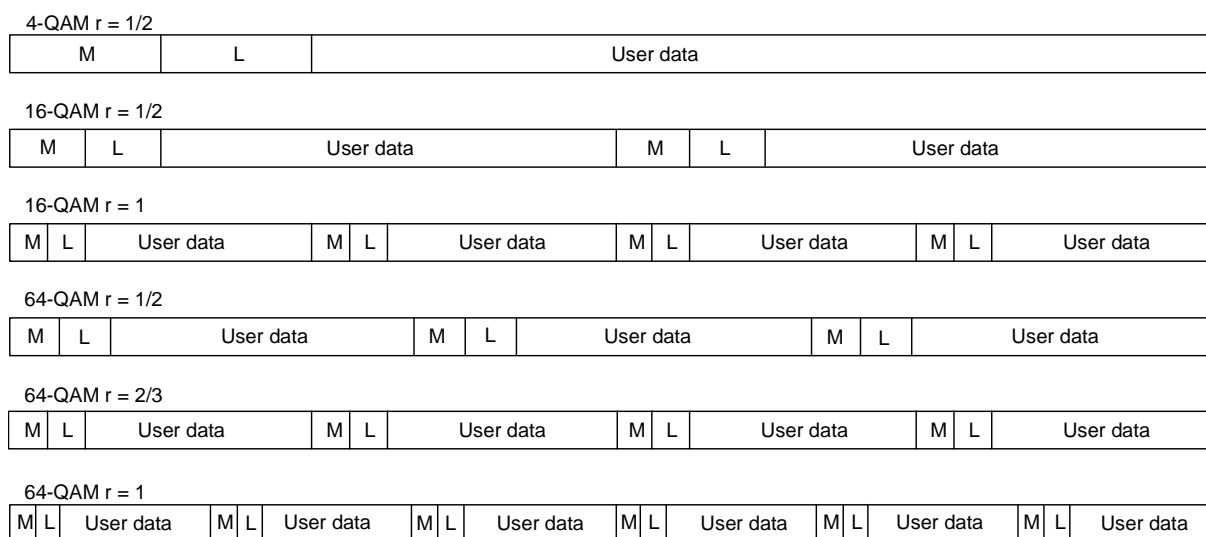 4-QAM r = 1/2
M L User data
16-QAM r = 1/2
M L User data M L User data
16-QAM r = 1
M L User data M L User data M L User data M L User data
64-QAM r = 1/2
M L User data M L User data M L User data
64-QAM r = 2/3
M L User data M L User data M L User data M L User data
64-QAM r = 1
M L User data M L User data M L User data M L User data M L User data M L User data